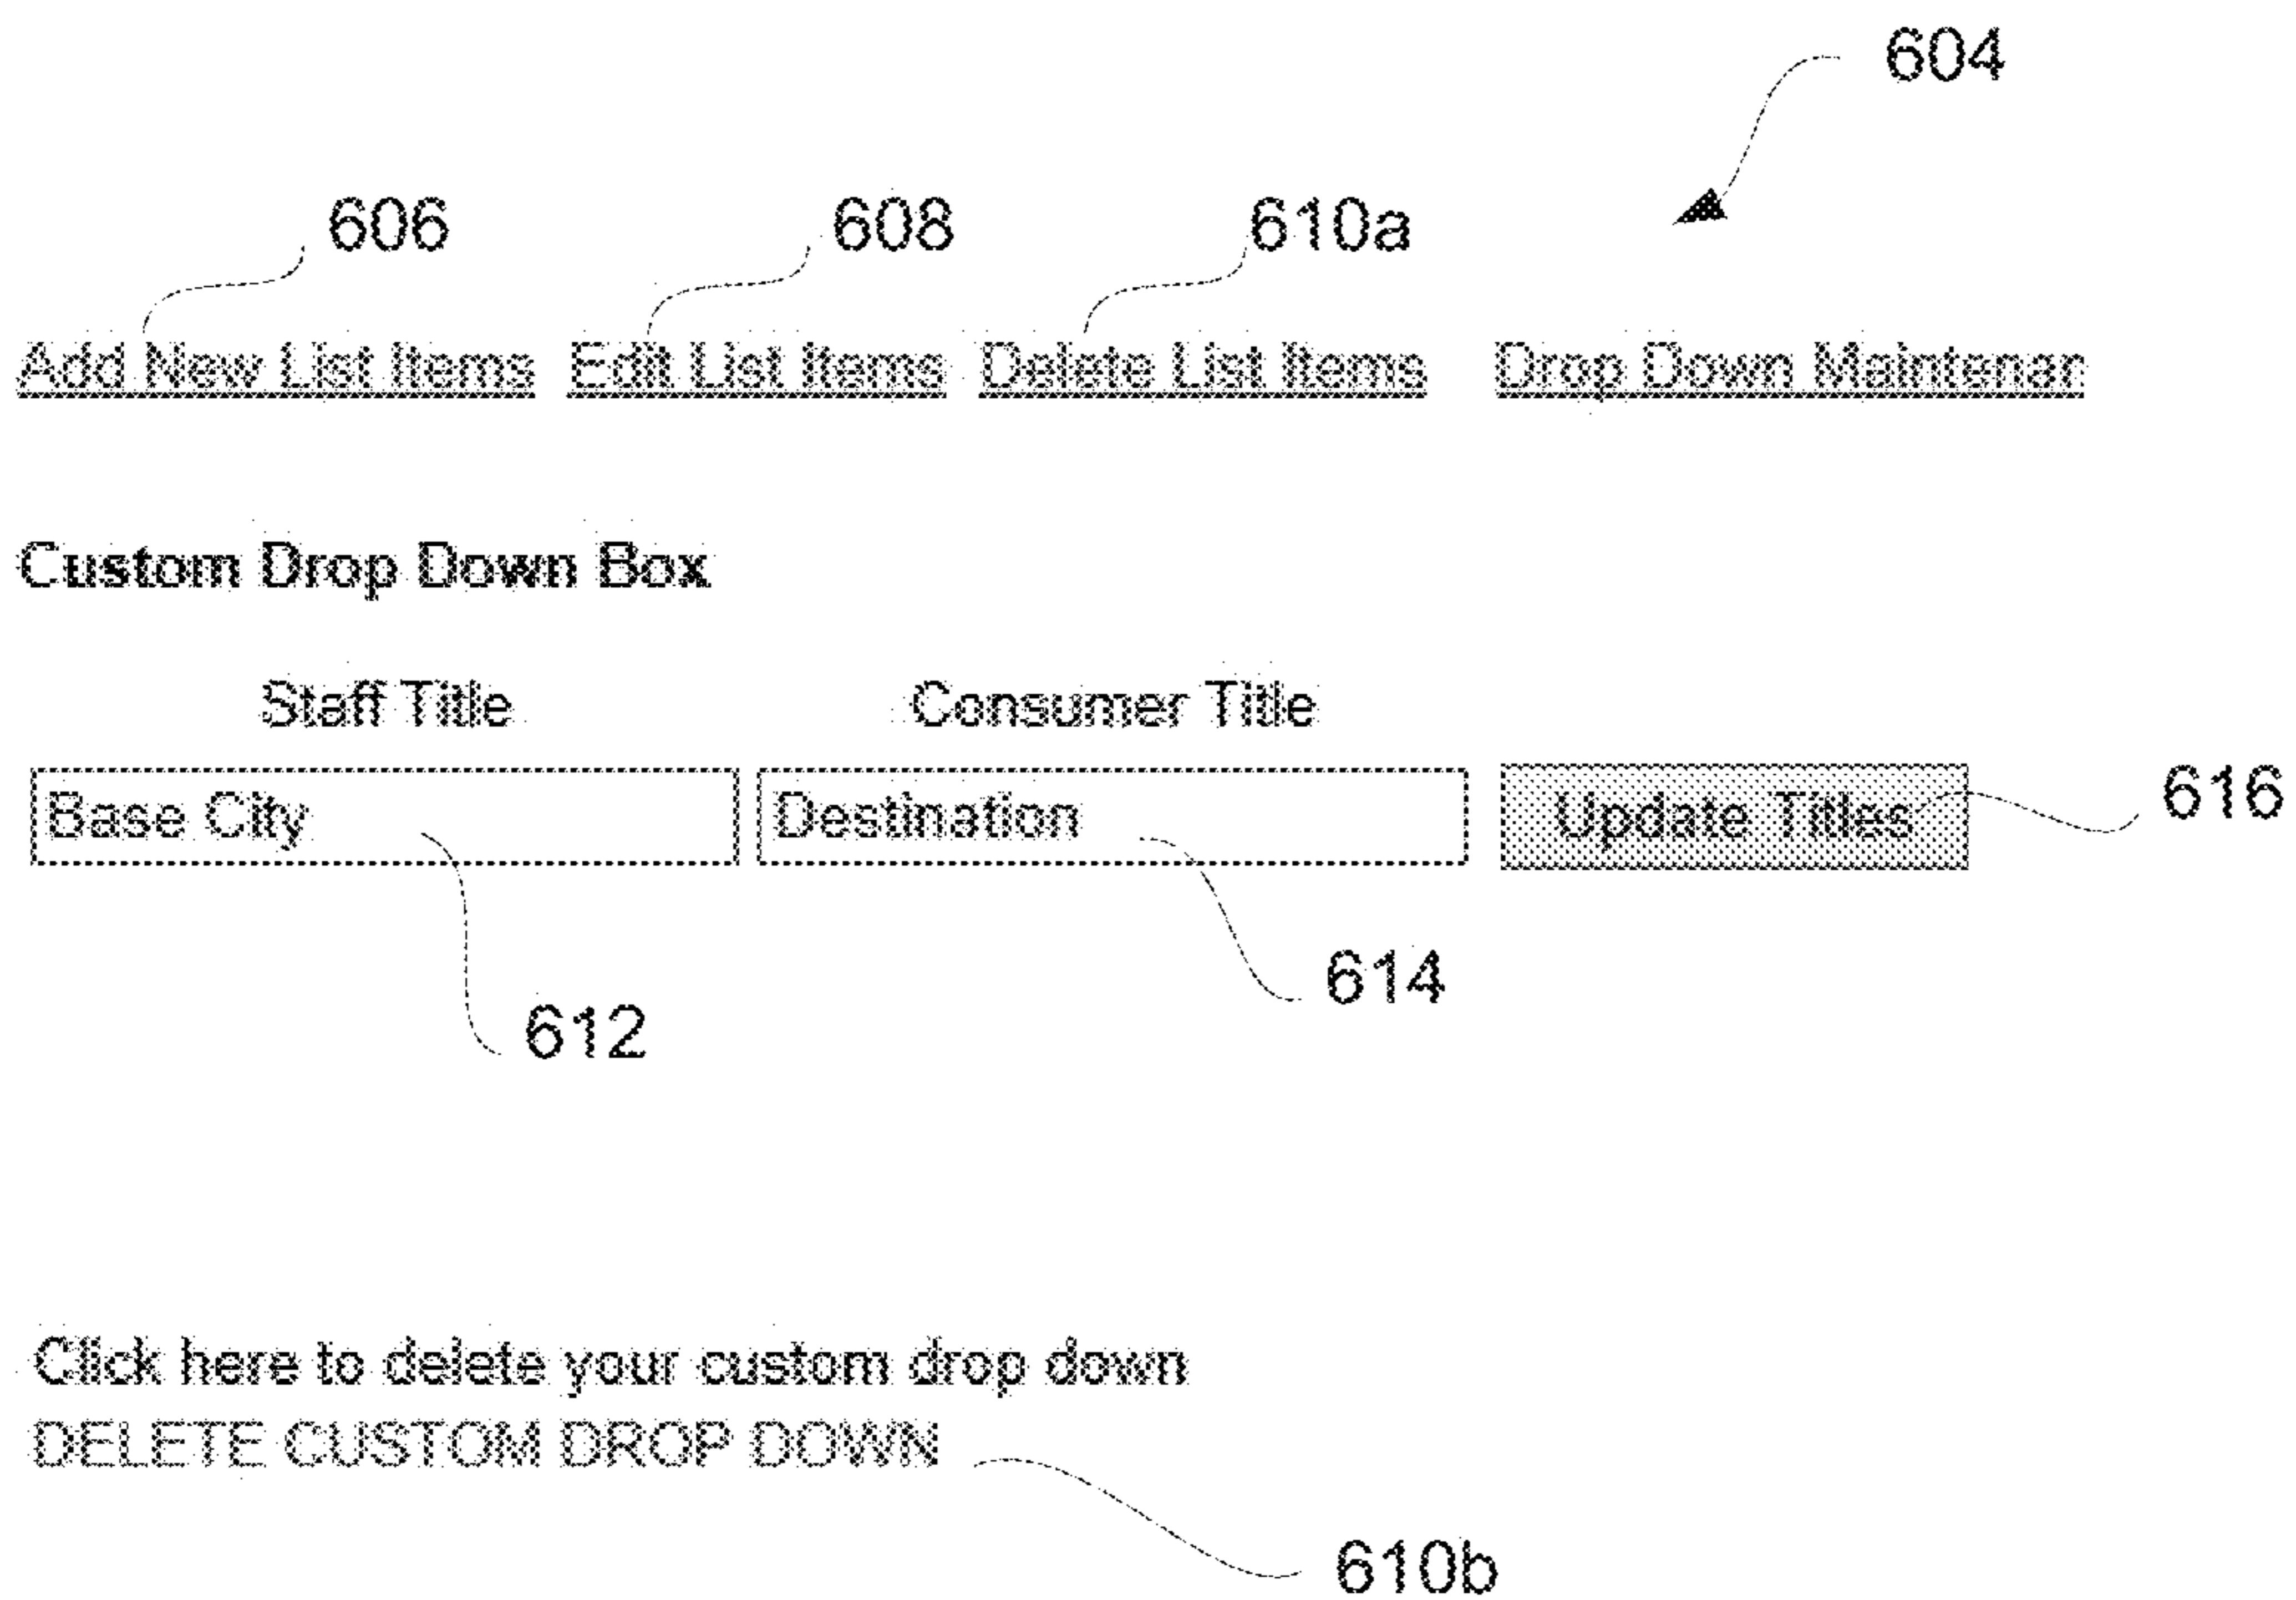 604
606 608 610a
Add New List Items Edit List Items Delete List Items Drop Down Maintenan
Custom Drop Down Box
Staff Title Consumer Title
Base City Destination Update Titles 616
614
612
Click here to delete your custom drop down
DELETE CUSTOM DROP DOWN
610b